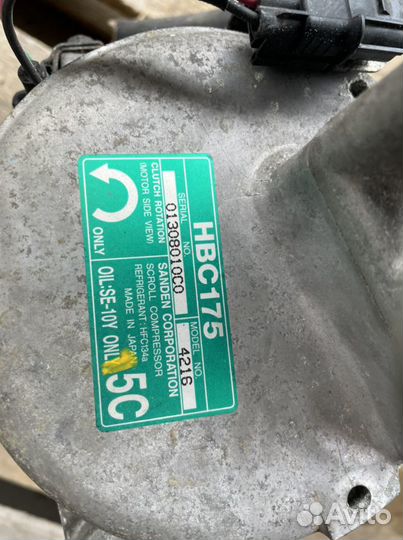 HBC175
SERIAL NO.
01308010C0
MODEL NO.
4216
CLUTCH ROTATION
(MOTOR SIDE VIEW)
ONLY
SANDEN CORPORATION
SCROLL COMPRESSOR
REFRIGERANT: HFC134a
MADE IN JAPAN
OIL:SE-10Y ONLY
5C
Avito